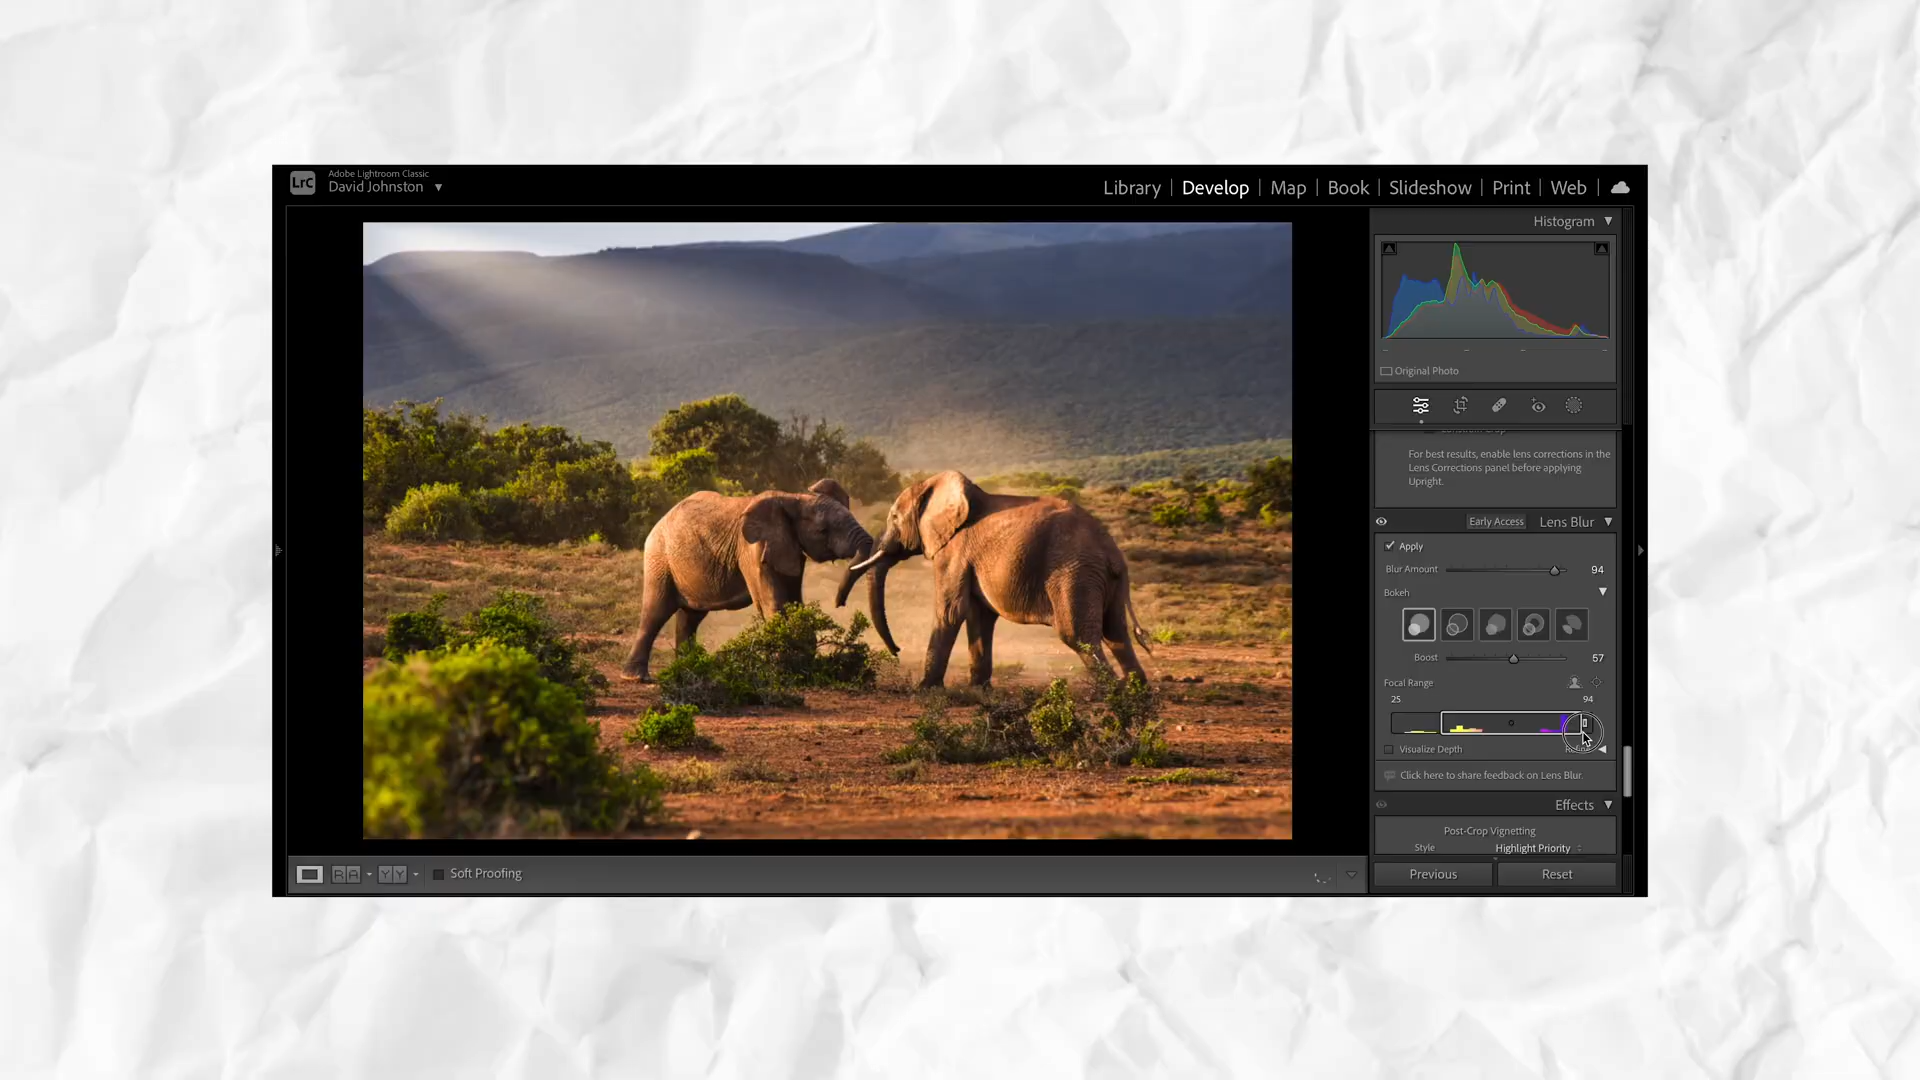 LrC
Adobe Lightroom Classic
David Johnston
Library | Develop | Map | Book | Slideshow | Print | Web
Histogram
Original Photo
For best results, enable lens corrections in the
Lens Corrections panel before applying
Upright.
Early Access Lens Blur
Apply
Blur Amount 94
Bokeh
Boost 57
Focal Range
25 94
Visualize Depth
Click here to share feedback on Lens Blur.
Effects
Post-Crop Vignetting
Style Highlight Priority
R A Y Y Soft Proofing
Previous Reset